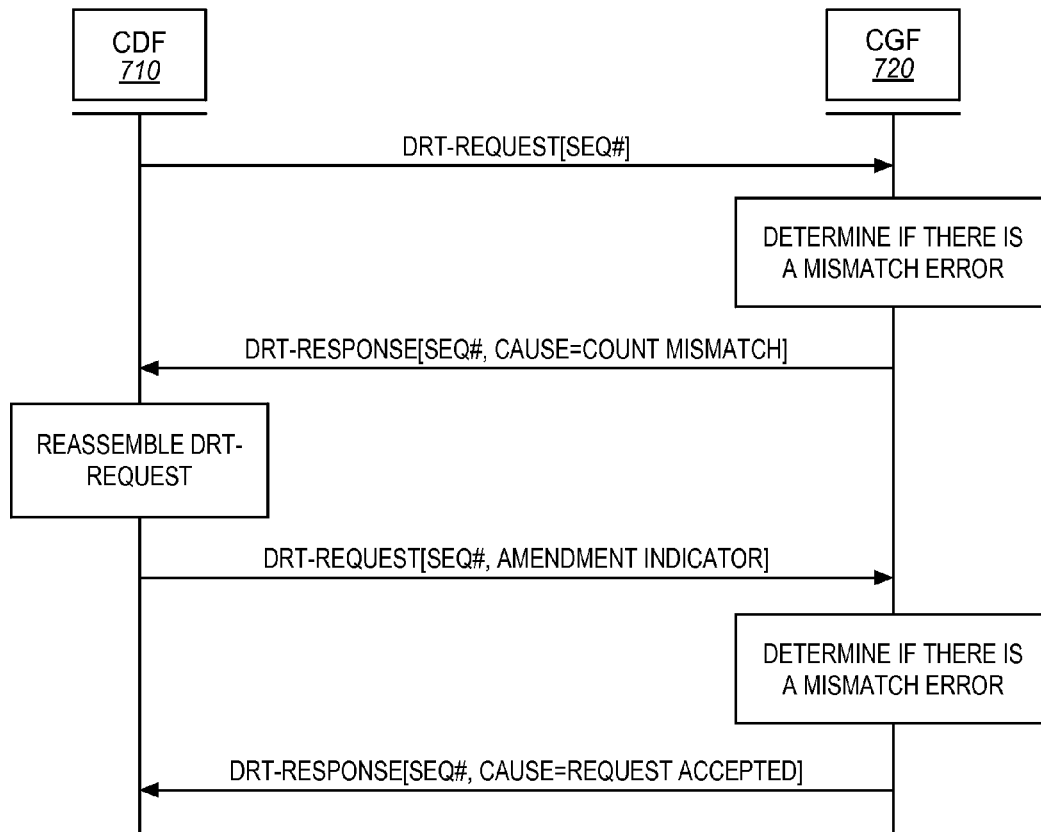 CDF
710
CGF
720
DRT-REQUEST[SEQ#]
DETERMINE IF THERE IS
A MISMATCH ERROR
DRT-RESPONSE[SEQ#, CAUSE=COUNT MISMATCH]
REASSEMBLE DRT-
REQUEST
DRT-REQUEST[SEQ#, AMENDMENT INDICATOR]
DETERMINE IF THERE IS
A MISMATCH ERROR
DRT-RESPONSE[SEQ#, CAUSE=REQUEST ACCEPTED]